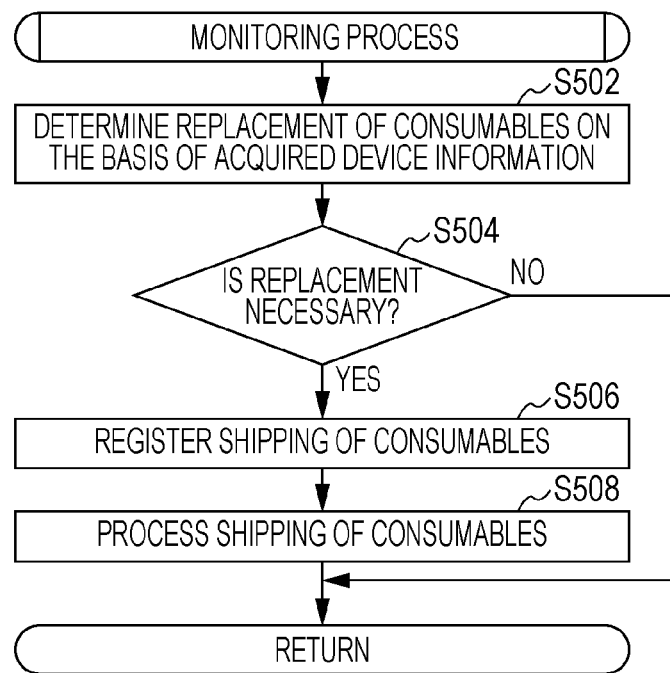 MONITORING PROCESS
S502
DETERMINE REPLACEMENT OF CONSUMABLES ON
THE BASIS OF ACQUIRED DEVICE INFORMATION
S504
IS REPLACEMENT
NECESSARY?
NO
YES
S506
REGISTER SHIPPING OF CONSUMABLES
S508
PROCESS SHIPPING OF CONSUMABLES
RETURN